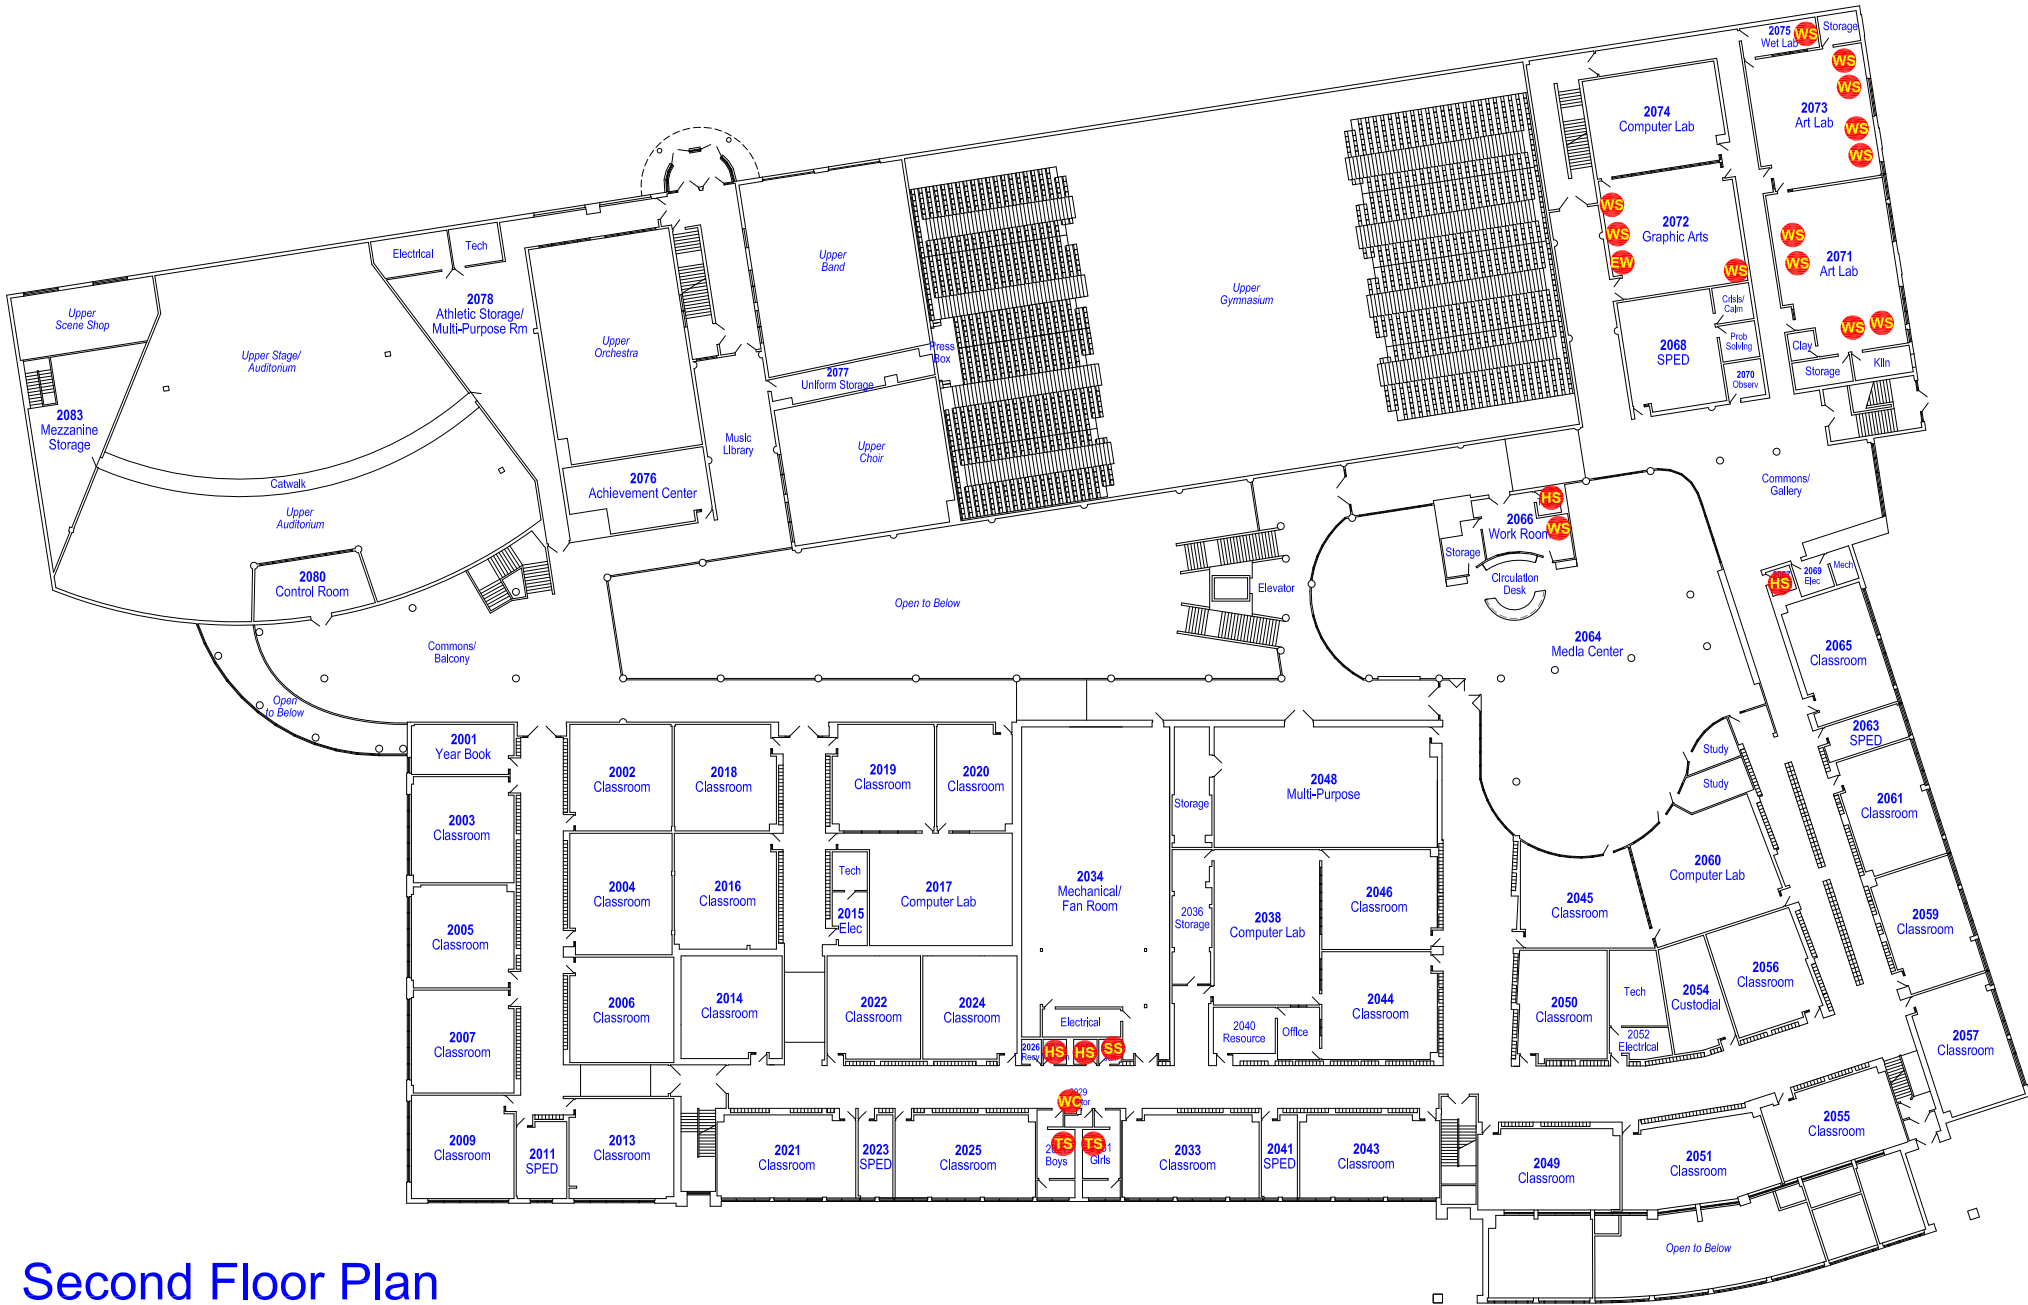 2075
Wet Lab
WS
Storage
WS
WS
2073
Art Lab
WS
WS
2074
Computer Lab
WS
2072
Graphic Arts
WS
EW
WS
WS
WS
2071
Art Lab
WS
WS
Crisis/
Calm
Prob
Solving
2068
SPED
2070
Observ
Clay
Storage
Kiln
Electrical
Tech
Upper
Scene Shop
Upper Stage/
Auditorium
2078
Athletic Storage/
Multi-Purpose Rm
Upper
Orchestra
Upper
Band
Upper
Gymnasium
Press
Box
2077
Uniform Storage
2083
Mezzanine
Storage
Music
Library
Upper
Choir
Catwalk
2076
Achievement Center
Upper
Auditorium
Commons/
Gallery
HS
2066
Work Room
WS
Storage
Circulation
Desk
2080
Control Room
Elevator
Open to Below
HS
2069
Elec
Mech
2064
Media Center
2065
Classroom
Commons/
Balcony
Open
to Below
2063
SPED
Study
Study
2001
Year Book
2002
Classroom
2018
Classroom
2019
Classroom
2020
Classroom
2048
Multi-Purpose
Storage
2061
Classroom
2003
Classroom
2004
Classroom
2016
Classroom
Tech
2015
Elec
2017
Computer Lab
2034
Mechanical/
Fan Room
2036
Storage
2038
Computer Lab
2046
Classroom
2045
Classroom
2060
Computer Lab
2059
Classroom
2005
Classroom
2006
Classroom
2014
Classroom
2022
Classroom
2024
Classroom
2044
Classroom
2050
Classroom
Tech
2054
Custodial
2056
Classroom
2007
Classroom
Electrical
2026
HS
HS
SS
2040
Resource
Office
2052
Electrical
2057
Classroom
WC
2009
Classroom
2011
SPED
2013
Classroom
2021
Classroom
2023
SPED
2025
Classroom
TS
Boys
TS
Girls
2033
Classroom
2041
SPED
2043
Classroom
2049
Classroom
2051
Classroom
2055
Classroom
Open to Below
Second Floor Plan